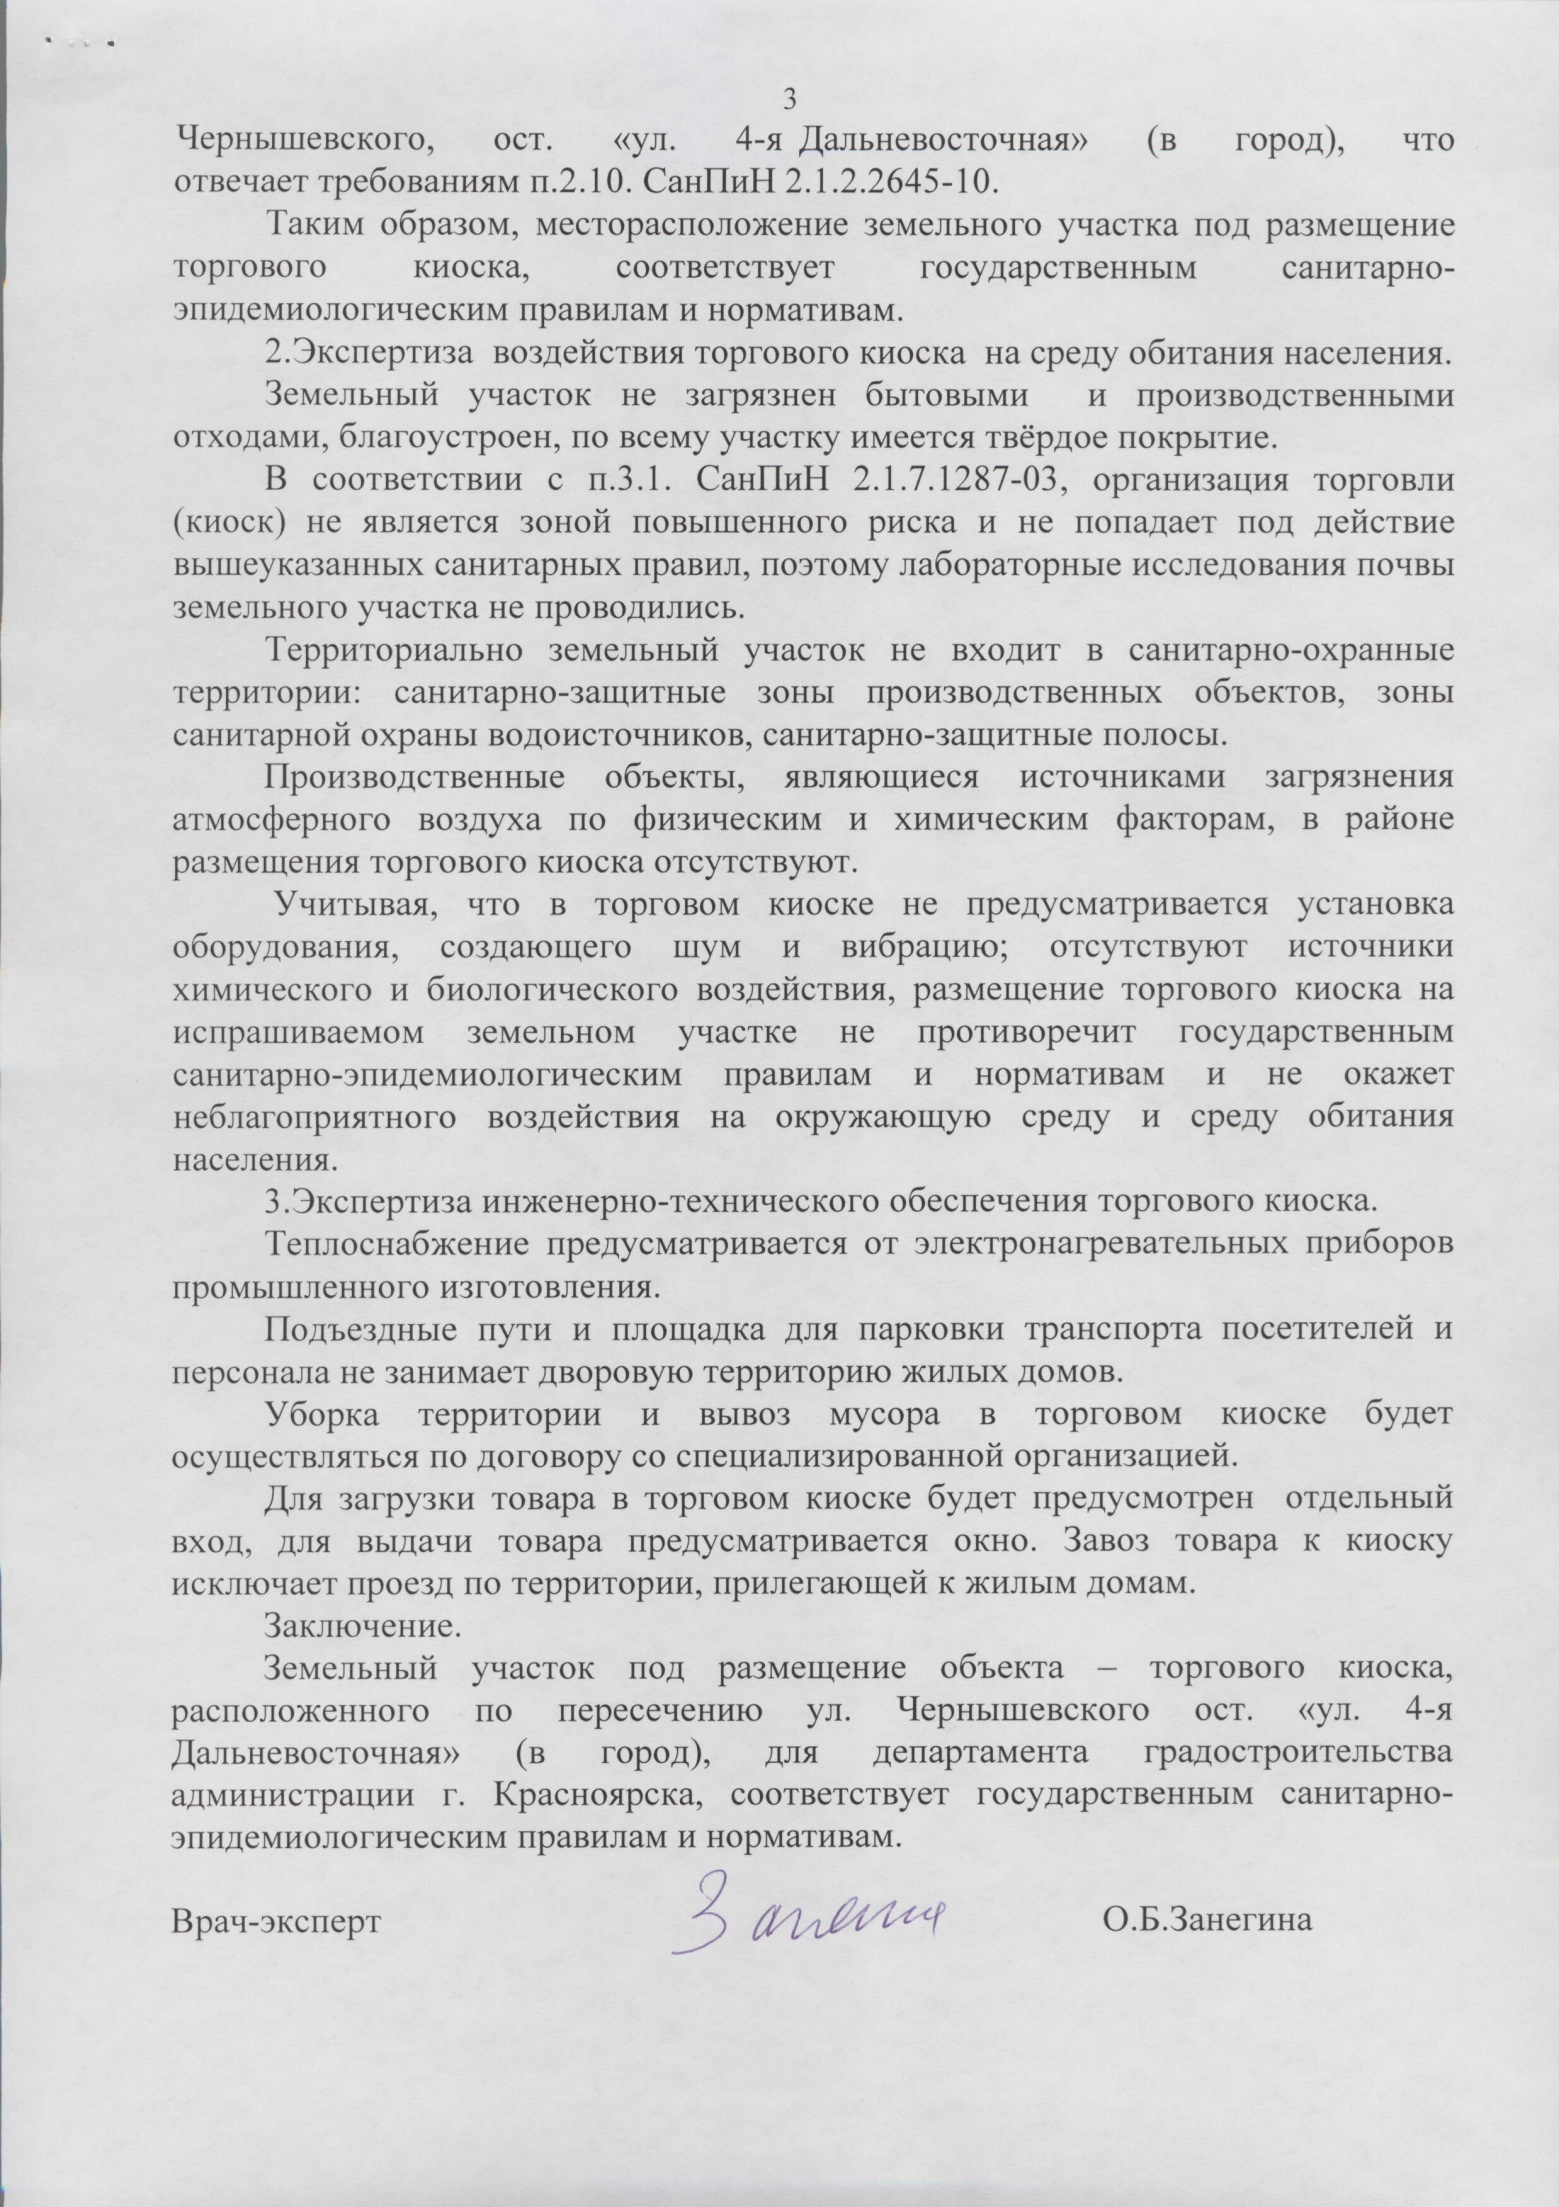 3
Чернышевского, ост. «ул. 4-я Дальневосточная» (в город), что
отвечает требованиям п.2.10. СанПиН 2.1.2.2645-10.
Таким образом, месторасположение земельного участка под размещение
торгового киоска, соответствует государственным санитарно-
эпидемиологическим правилам и нормативам.
2.Экспертиза воздействия торгового киоска на среду обитания населения.
Земельный участок не загрязнен бытовыми и производственными
отходами, благоустроен, по всему участку имеется твёрдое покрытие.
В соответствии с п.3.1. СанПиН 2.1.7.1287-03, организация торговли
(киоск) не является зоной повышенного риска и не попадает под действие
вышеуказанных санитарных правил, поэтому лабораторные исследования почвы
земельного участка не проводились.
Территориально земельный участок не входит в санитарно-охранные
территории: санитарно-защитные зоны производственных объектов, зоны
санитарной охраны водоисточников, санитарно-защитные полосы.
Производственные объекты, являющиеся источниками загрязнения
атмосферного воздуха по физическим и химическим факторам, в районе
размещения торгового киоска отсутствуют.
Учитывая, что в торговом киоске не предусматривается установка
оборудования, создающего шум и вибрацию; отсутствуют источники
химического и биологического воздействия, размещение торгового киоска на
испрашиваемом земельном участке не противоречит государственным
санитарно-эпидемиологическим правилам и нормативам и не окажет
неблагоприятного воздействия на окружающую среду и среду обитания
населения.
3.Экспертиза инженерно-технического обеспечения торгового киоска.
Теплоснабжение предусматривается от электронагревательных приборов
промышленного изготовления.
Подъездные пути и площадка для парковки транспорта посетителей и
персонала не занимает дворовую территорию жилых домов.
Уборка территории и вывоз мусора в торговом киоске будет
осуществляться по договору со специализированной организацией.
Для загрузки товара в торговом киоске будет предусмотрен отдельный
вход, для выдачи товара предусматривается окно. Завоз товара к киоску
исключает проезд по территории, прилегающей к жилым домам.
Заключение.
Земельный участок под размещение объекта – торгового киоска,
расположенного по пересечению ул. Чернышевского ост. «ул. 4-я
Дальневосточная» (в город), для департамента градостроительства
администрации г. Красноярска, соответствует государственным санитарно-
эпидемиологическим правилам и нормативам.
Врач-эксперт О.Б.Занегина